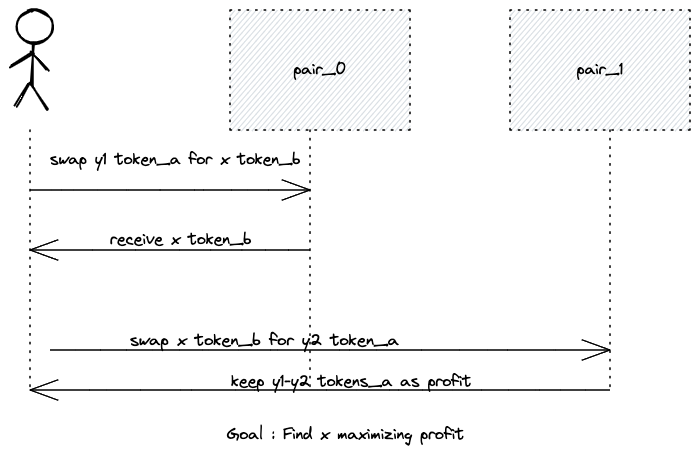 pair_0
pair_1
swap y1 token_a for x token_b
receive x token_b
swap x token_b for y2 token_a
keep y1-y2 tokens_a as profit
Goal : Find x maximizing profit